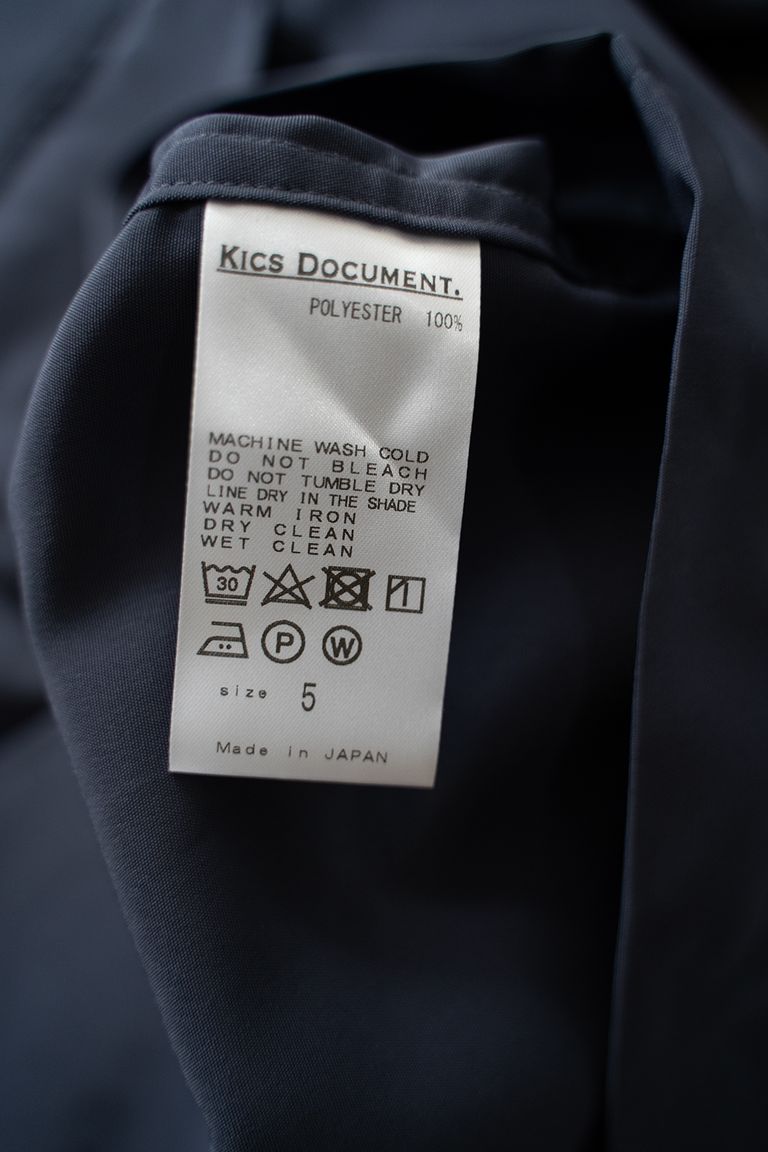 KICS DOCUMENT.
POLYESTER 100%
MACHINE WASH COLD
DO NOT BLEACH
DO NOT TUMBLE DRY
LINE DRY IN THE SHADE
WARM IRON
DRY CLEAN
WET CLEAN
30
P W
size 5
Made in JAPAN